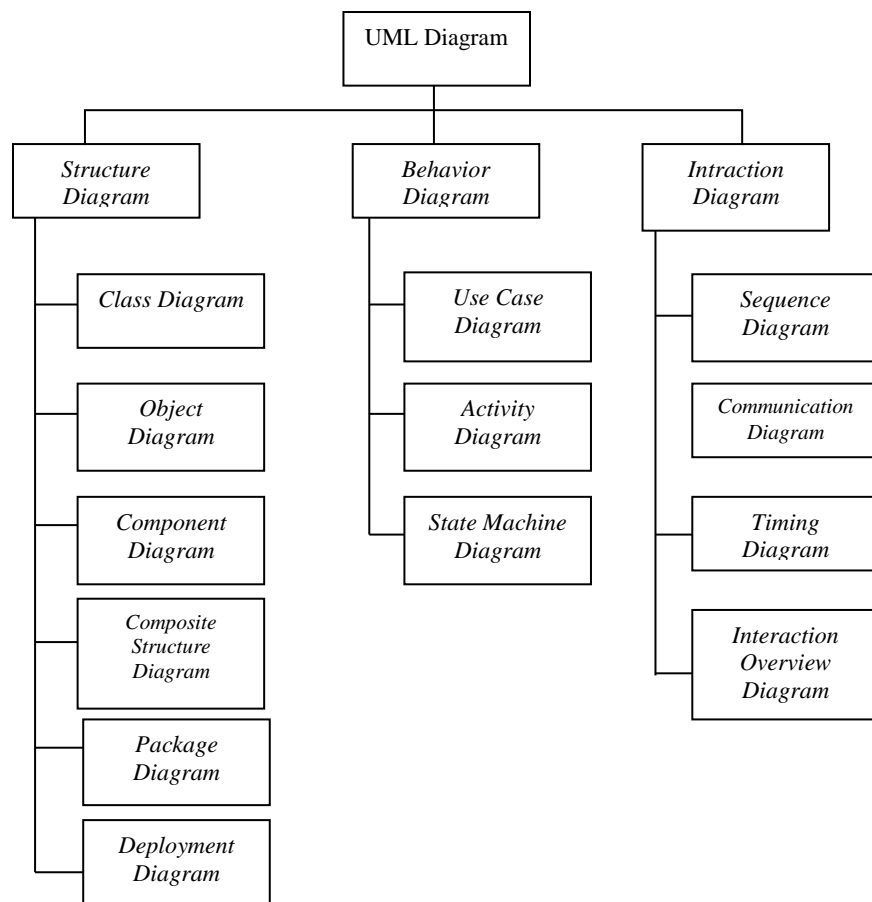 UML Diagram
Structure
Diagram
Behavior
Diagram
Intraction
Diagram
Class Diagram
Object
Diagram
Component
Diagram
Composite
Structure
Diagram
Package
Diagram
Deployment
Diagram
Use Case
Diagram
Activity
Diagram
State Machine
Diagram
Sequence
Diagram
Communication
Diagram
Timing
Diagram
Interaction
Overview
Diagram